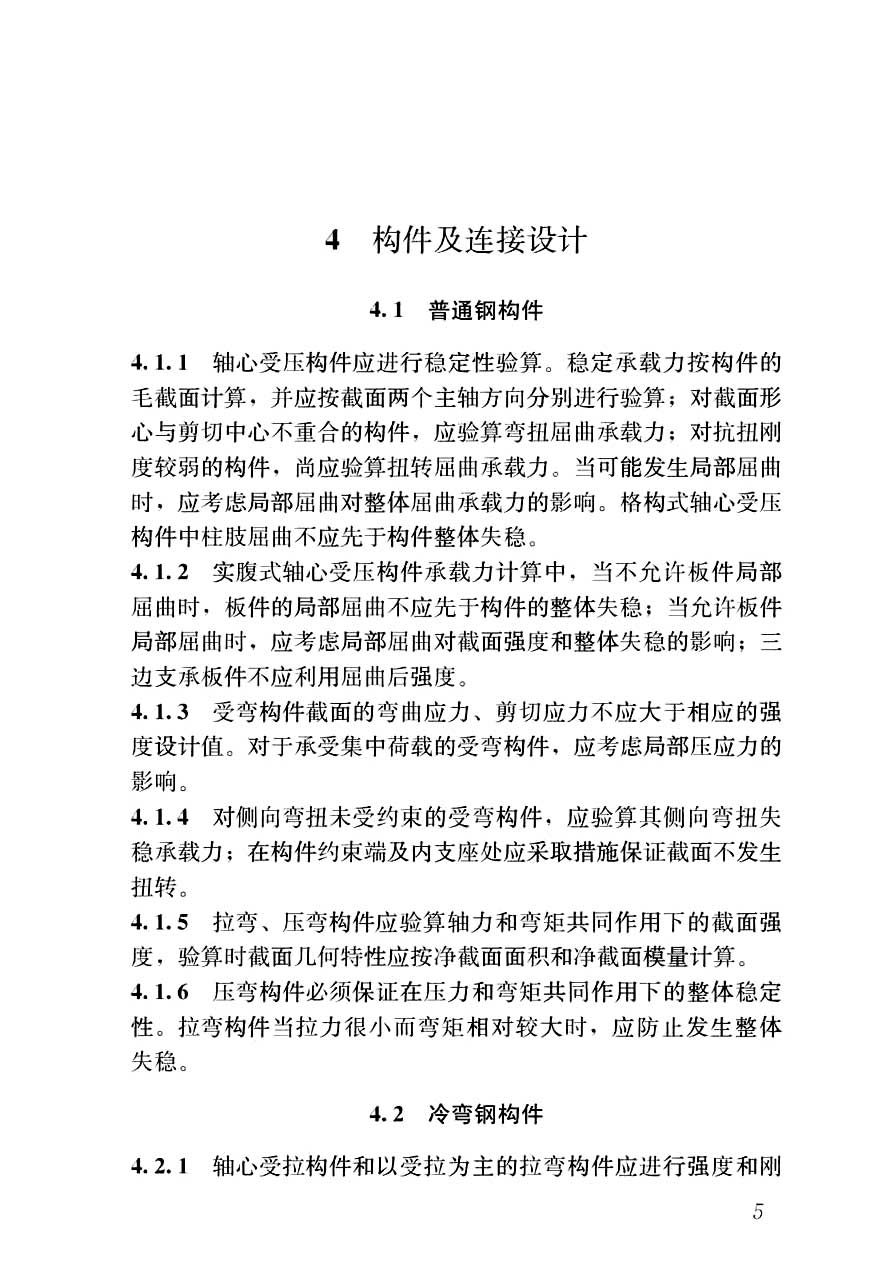 4 构件及连接设计
4.1 普通钢构件
4.1.1 轴心受压构件应进行稳定性验算。稳定承载力按构件的
毛截面计算，并应按截面两个主轴方向分别进行验算；对截面形
心与剪切中心不重合的构件，应验算弯扭屈曲承载力；对抗扭刚
度较弱的构件，尚应验算扭转屈曲承载力。当可能发生局部屈曲
时，应考虑局部屈曲对整体屈曲承载力的影响。格构式轴心受压
构件中柱肢屈曲不应先于构件整体失稳。
4.1.2 实腹式轴心受压构件承载力计算中，当不允许板件局部
屈曲时，板件的局部屈曲不应先于构件的整体失稳；当允许板件
局部屈曲时，应考虑局部屈曲对截面强度和整体失稳的影响；三
边支承板件不应利用屈曲后强度。
4.1.3 受弯构件截面的弯曲应力、剪切应力不应大于相应的强
度设计值。对于承受集中荷载的受弯构件，应考虑局部压应力的
影响。
4.1.4 对侧向弯扭未受约束的受弯构件，应验算其侧向弯扭失
稳承载力；在构件约束端及内支座处应采取措施保证截面不发生
扭转。
4.1.5 拉弯、压弯构件应验算轴力和弯矩共同作用下的截面强
度，验算时截面几何特性应按净截面面积和净截面模量计算。
4.1.6 压弯构件必须保证在压力和弯矩共同作用下的整体稳定
性。拉弯构件当拉力很小而弯矩相对较大时，应防止发生整体
失稳。
4.2 冷弯钢构件
4.2.1 轴心受拉构件和以受拉为主的拉弯构件应进行强度和刚
5